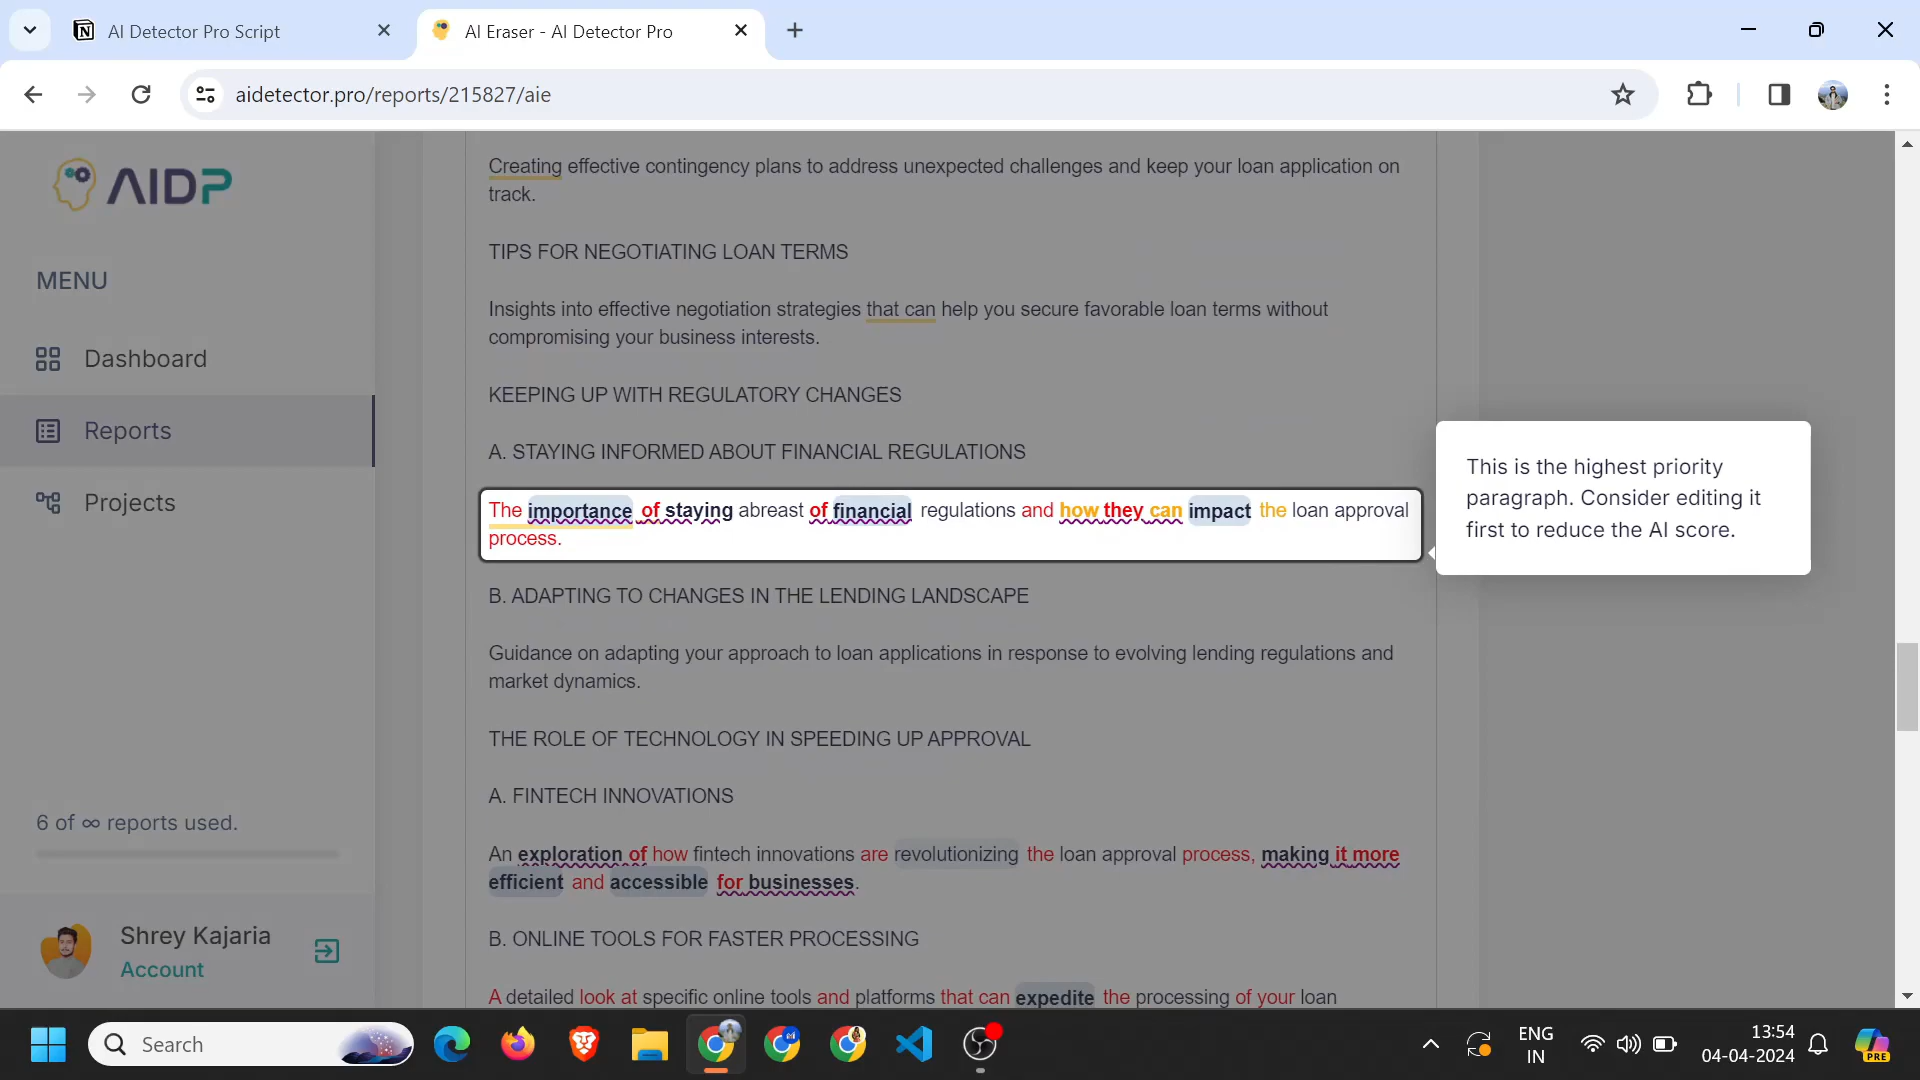 AI Detector Pro Script
AI Eraser - AI Detector Pro
aidetector.pro/reports/215827/aie
AIDP
MENU
Dashboard
Reports
Projects
6 of ∞ reports used.
Shrey Kajaria
Account
Creating effective contingency plans to address unexpected challenges and keep your loan application on
track.
TIPS FOR NEGOTIATING LOAN TERMS
Insights into effective negotiation strategies that can help you secure favorable loan terms without
compromising your business interests.
KEEPING UP WITH REGULATORY CHANGES
A. STAYING INFORMED ABOUT FINANCIAL REGULATIONS
The importance of staying abreast of financial regulations and how they can impact the loan approval
process.
B. ADAPTING TO CHANGES IN THE LENDING LANDSCAPE
Guidance on adapting your approach to loan applications in response to evolving lending regulations and
market dynamics.
THE ROLE OF TECHNOLOGY IN SPEEDING UP APPROVAL
A. FINTECH INNOVATIONS
An exploration of how fintech innovations are revolutionizing the loan approval process, making it more
efficient and accessible for businesses.
B. ONLINE TOOLS FOR FASTER PROCESSING
A detailed look at specific online tools and platforms that can expedite the processing of your loan
This is the highest priority
paragraph. Consider editing it
first to reduce the AI score.
Search
ENG
IN
13:54
04-04-2024
PRE